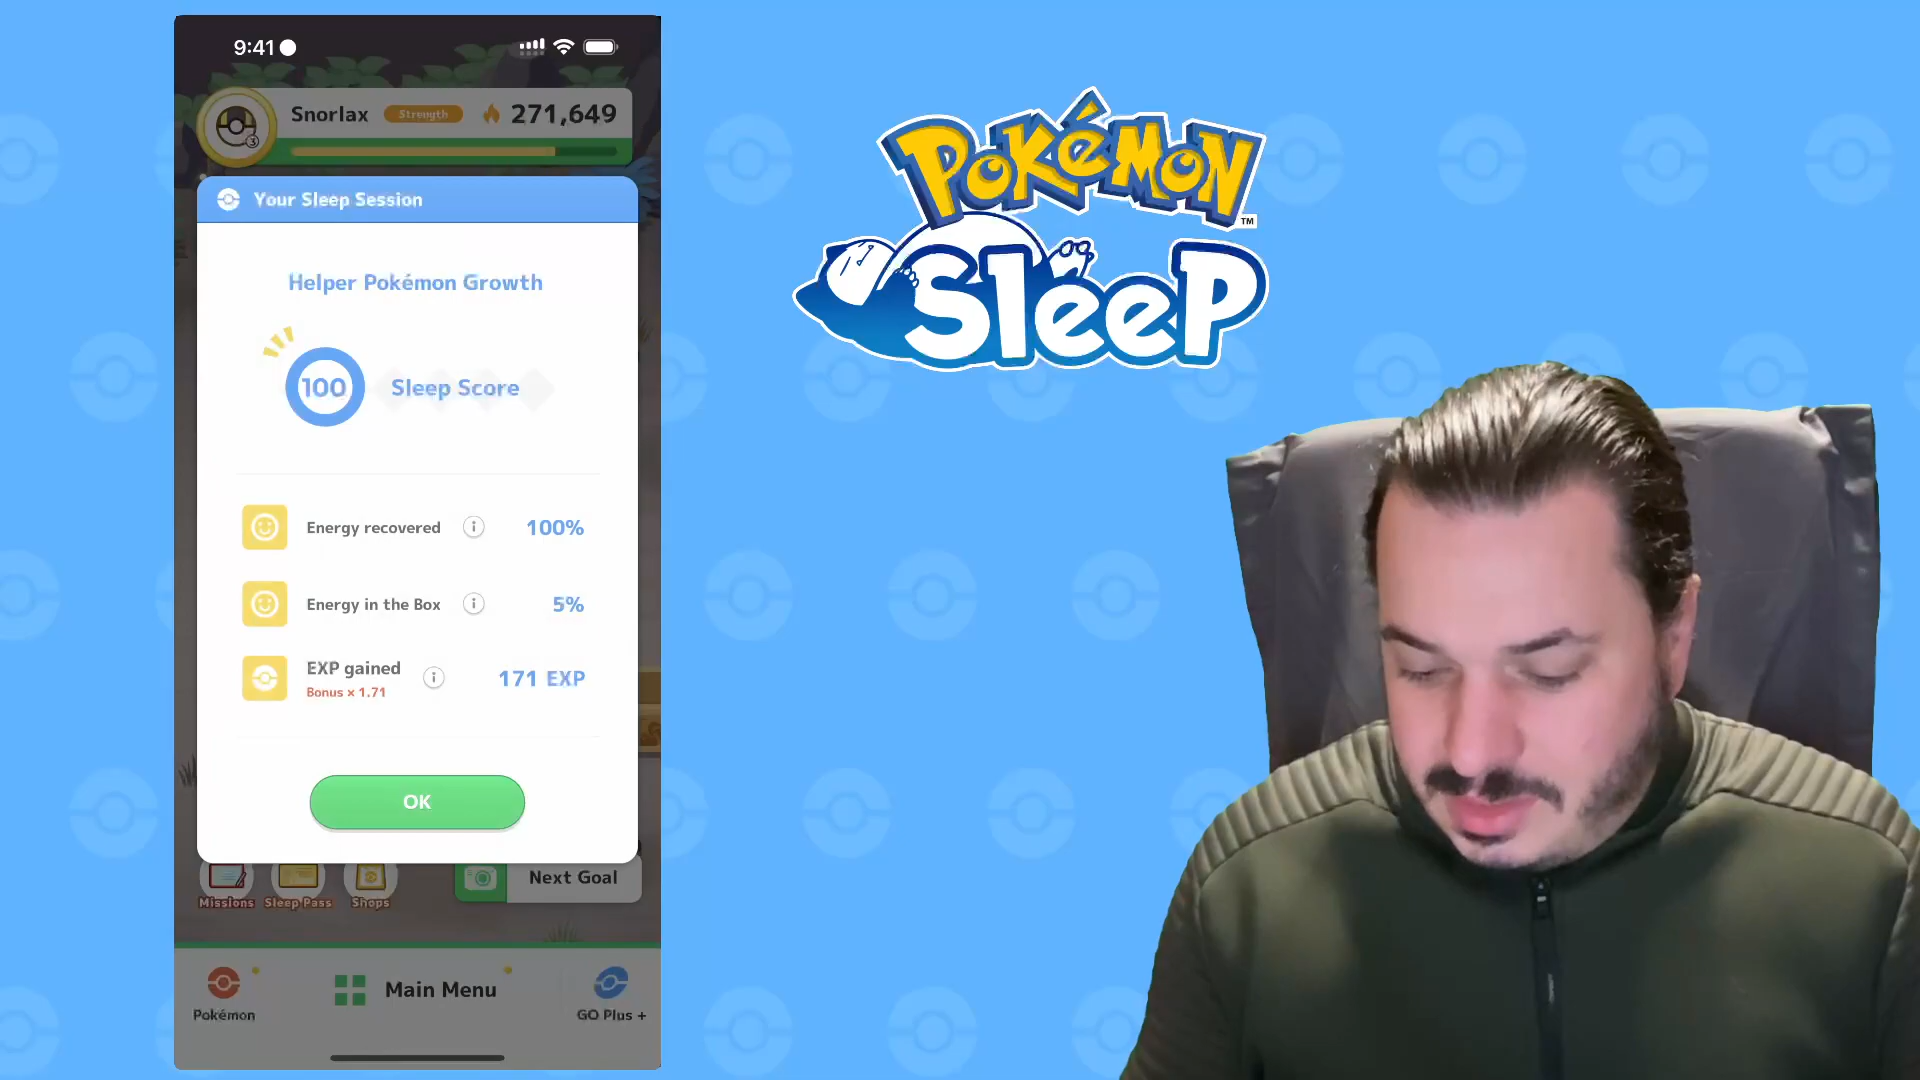 9:41
Snorlax Strength 271,649
3
Your Sleep Session
Helper Pokémon Growth
100 Sleep Score
Energy recovered i 100%
Energy in the Box i 5%
EXP gained i 171 EXP
Bonus × 1.71
OK
Missions Sleep Pass Shops Next Goal
Pokémon Main Menu GO Plus +
POKéMON
TM
Sleep